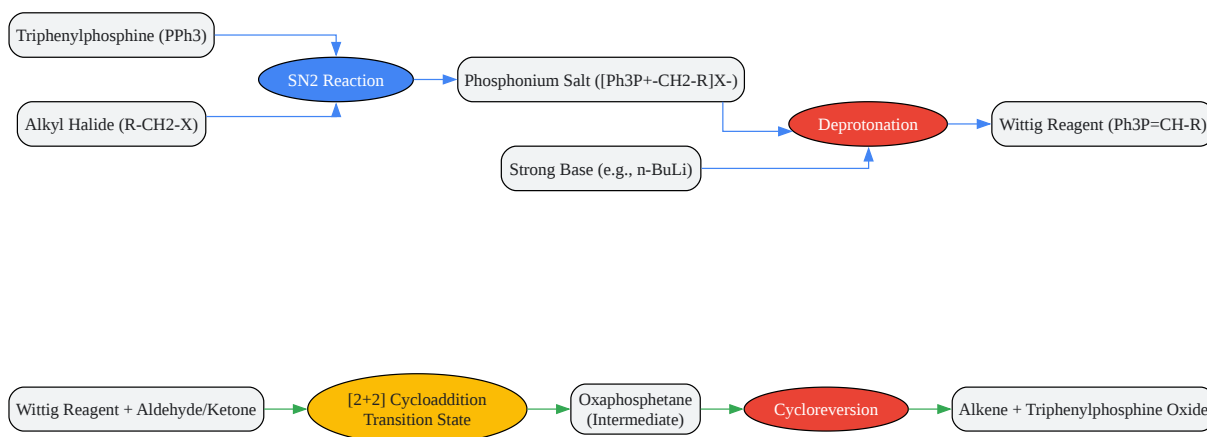 Triphenylphosphine (PPh3)
SN2 Reaction
Phosphonium Salt ([Ph3P+-CH2-R]X-)
Alkyl Halide (R-CH2-X)
Deprotonation
Wittig Reagent (Ph3P=CH-R)
Strong Base (e.g., n-BuLi)
Wittig Reagent + Aldehyde/Ketone
[2+2] Cycloaddition
Transition State
Oxaphosphetane
(Intermediate)
Cycloreversion
Alkene + Triphenylphosphine Oxide